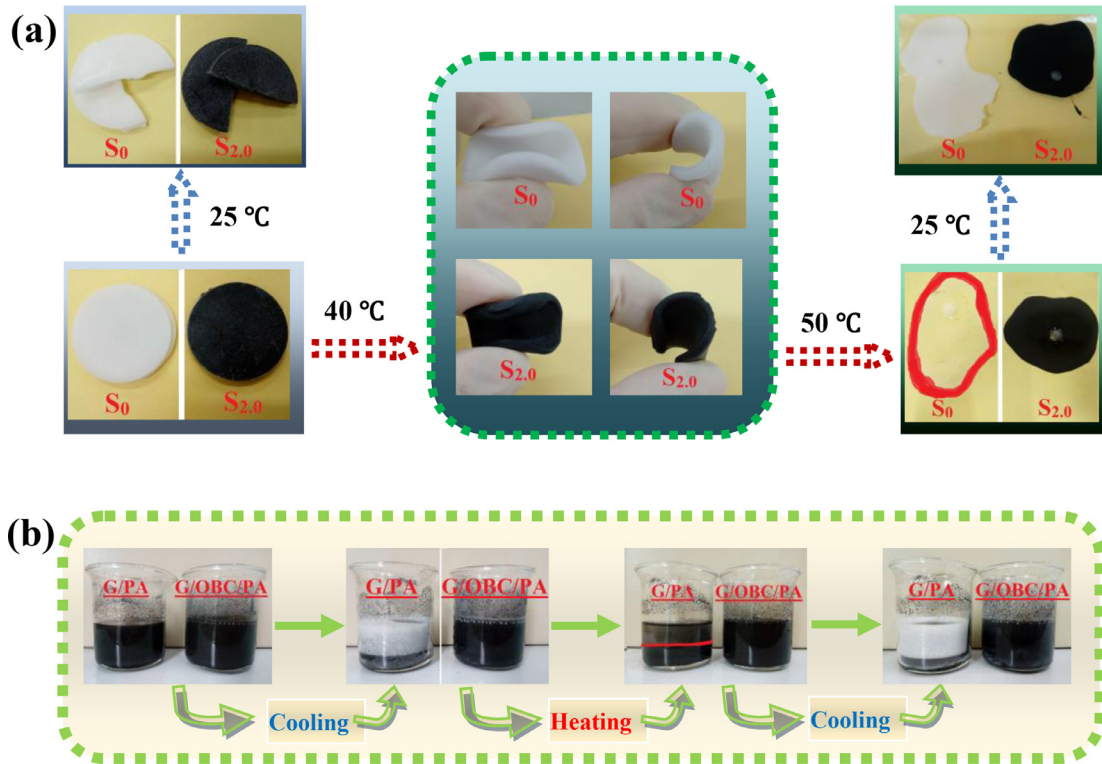 (a)
S0
S2.0
25 ℃
S0
S2.0
40 ℃
S0
S0
S2.0
S2.0
50 ℃
S0
S2.0
25 ℃
S0
S2.0
(b)
G/PA
G/OBC/PA
G/PA
G/OBC/PA
G/PA
G/OBC/PA
G/PA
G/OBC/PA
Cooling
Heating
Cooling